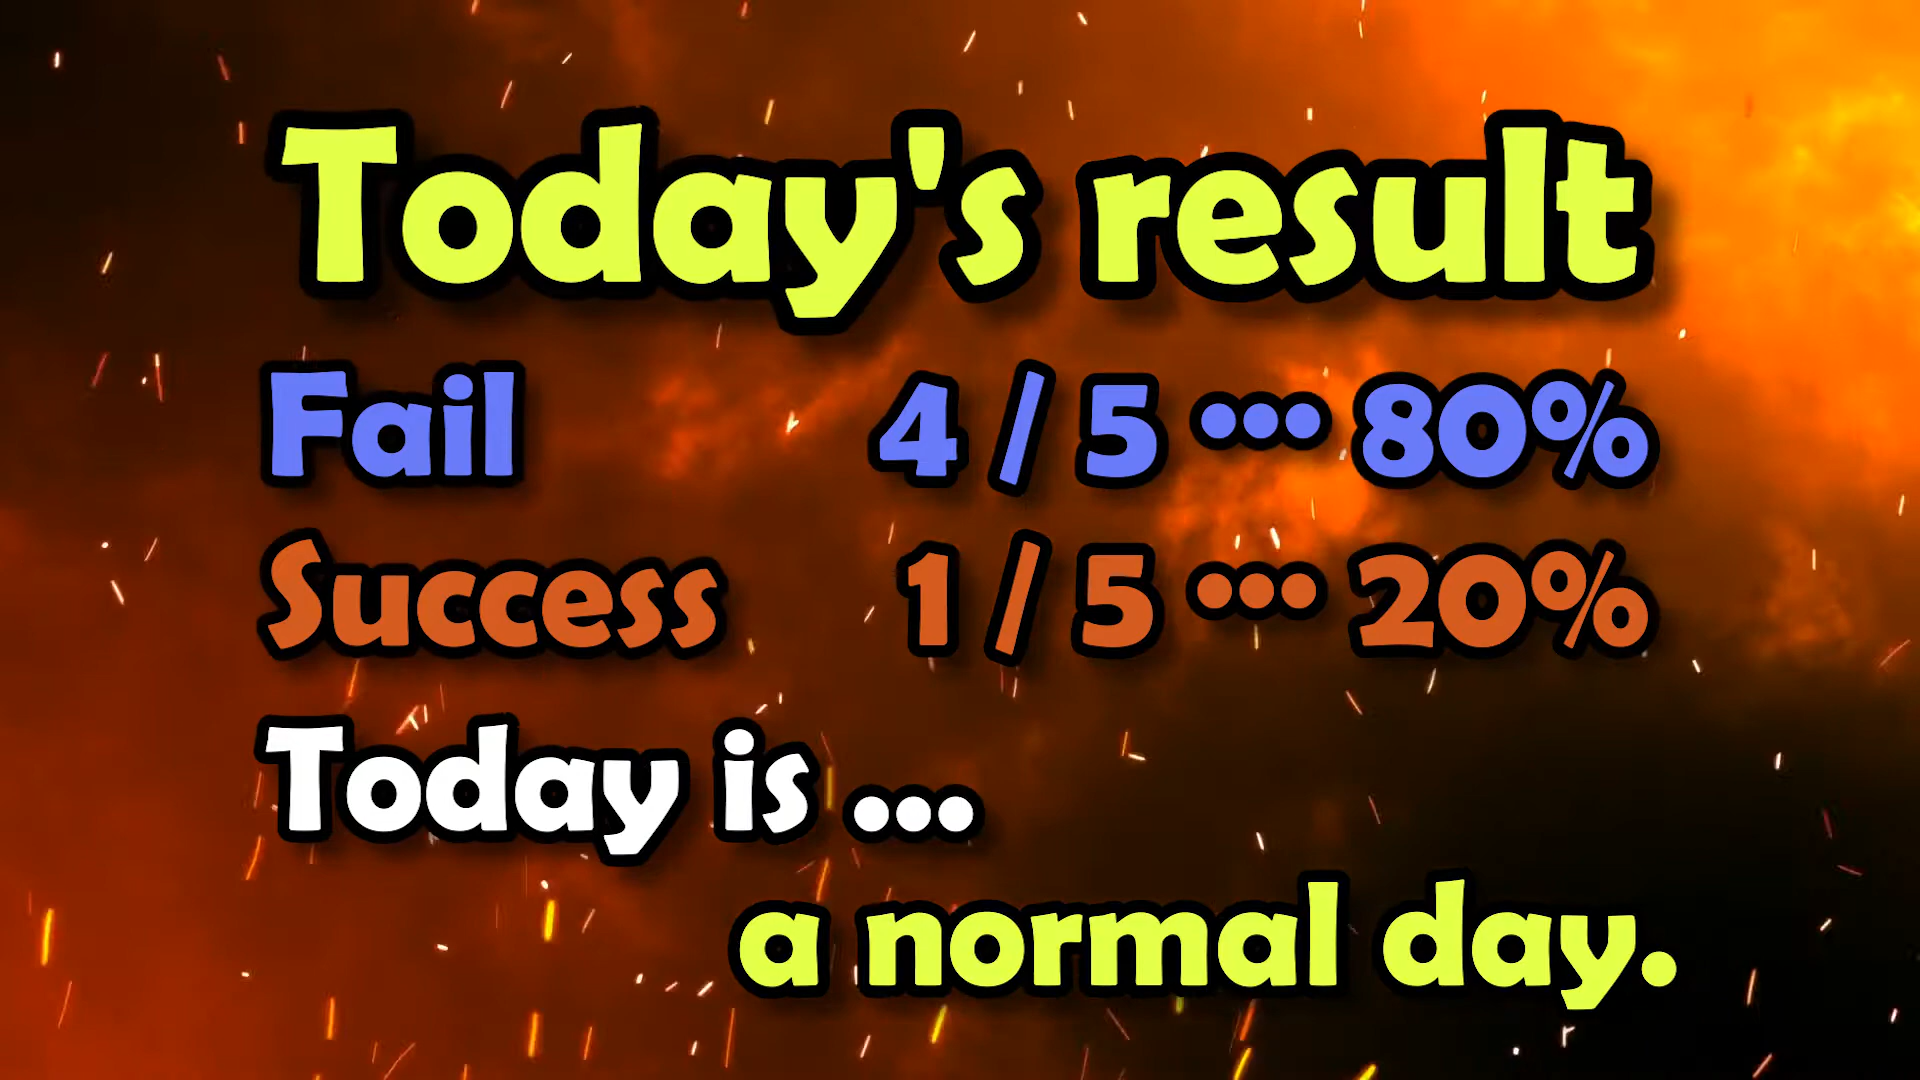 Today's result
Fail 4 / 5 ··· 80%
Success 1 / 5 ··· 20%
Today is ...
a normal day.